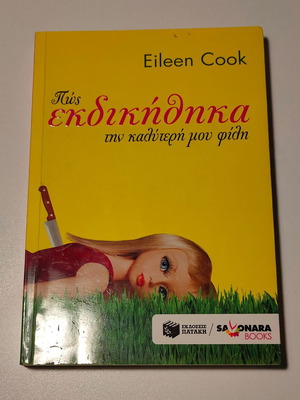 Eileen Cook
Πώς
εκδικήθηκα
την καλύτερή μου φίλη
ΕΚΔΟΣΕΙΣ
ΠΑΤΑΚΗ
SAYONARA
BOOKS